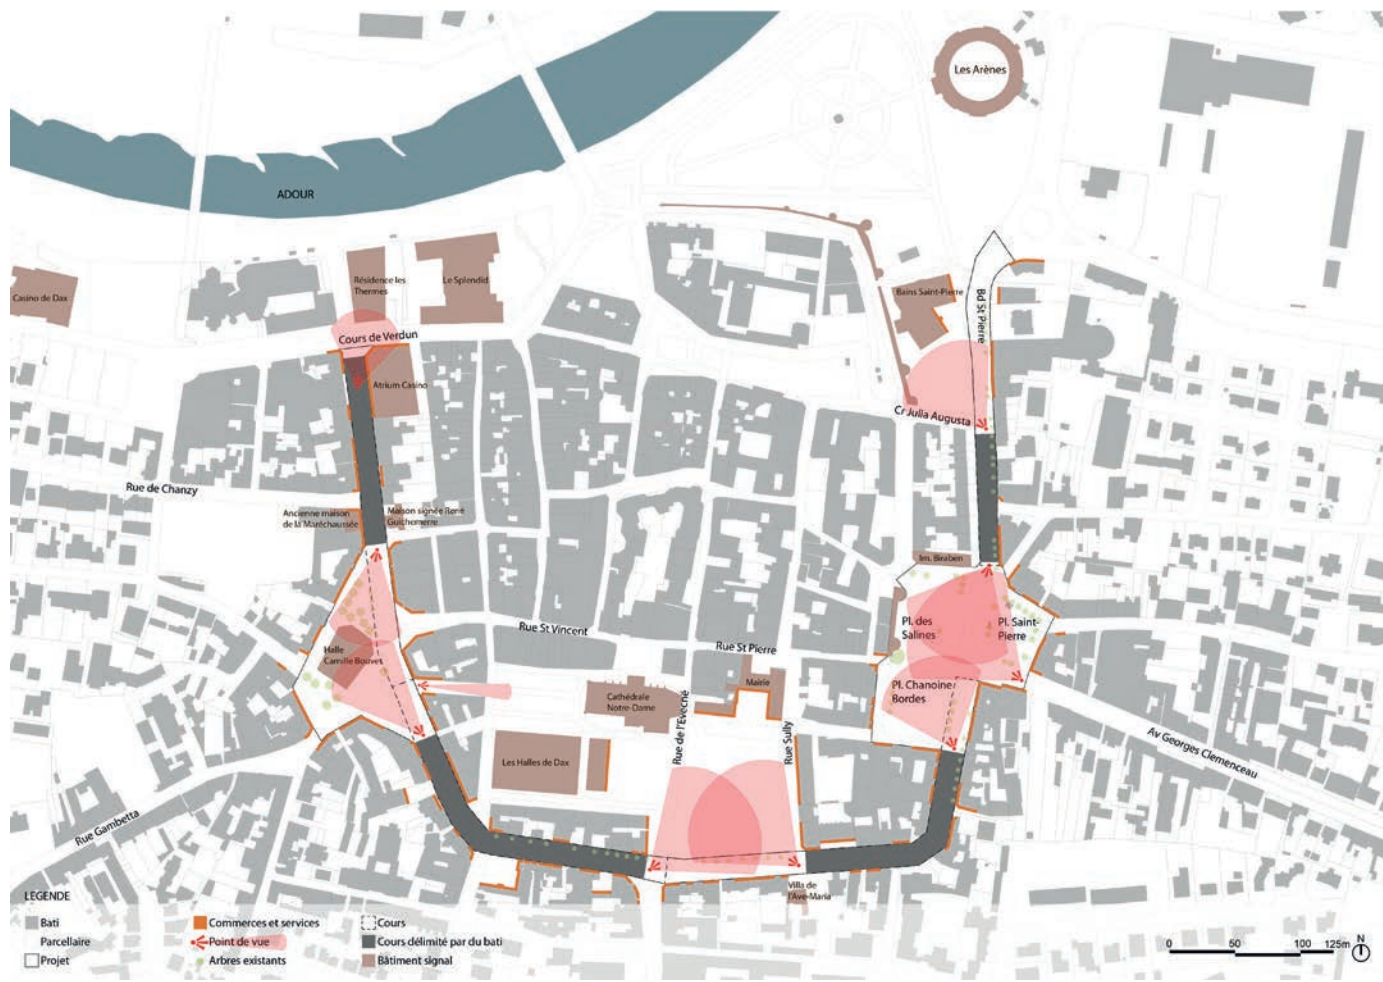 Les Arènes
ADOUR
Casino de Dax
Résidence les
Thermes
Le Splendid
Bains Saint-Pierre
Bd St Pierre
Cours de Verdun
Atrium Casino
Cr Julia Augusta
Rue de Chanzy
Ancienne maison
de la Maréchaussée
Maison signée René
Guichemerre
Im. Biraben
Rue St Vincent
Rue St Pierre
Pl. des
Salines
Pl. Saint-
Pierre
Halle
Camille Bouvet
Cathédrale
Notre-Dame
Mairie
Pl. Chanoine
Bordes
Rue de l'Evéché
Rue Sully
Av Georges Clemenceau
Les Halles de Dax
Rue Gambetta
Villa de
l'Ave-Maria
LEGENDE
Bati
Parcellaire
Projet
Commerces et services
Point de vue
Arbres existants
Cours
Cours délimité par du bati
Bâtiment signal
0 50 100 125m
N